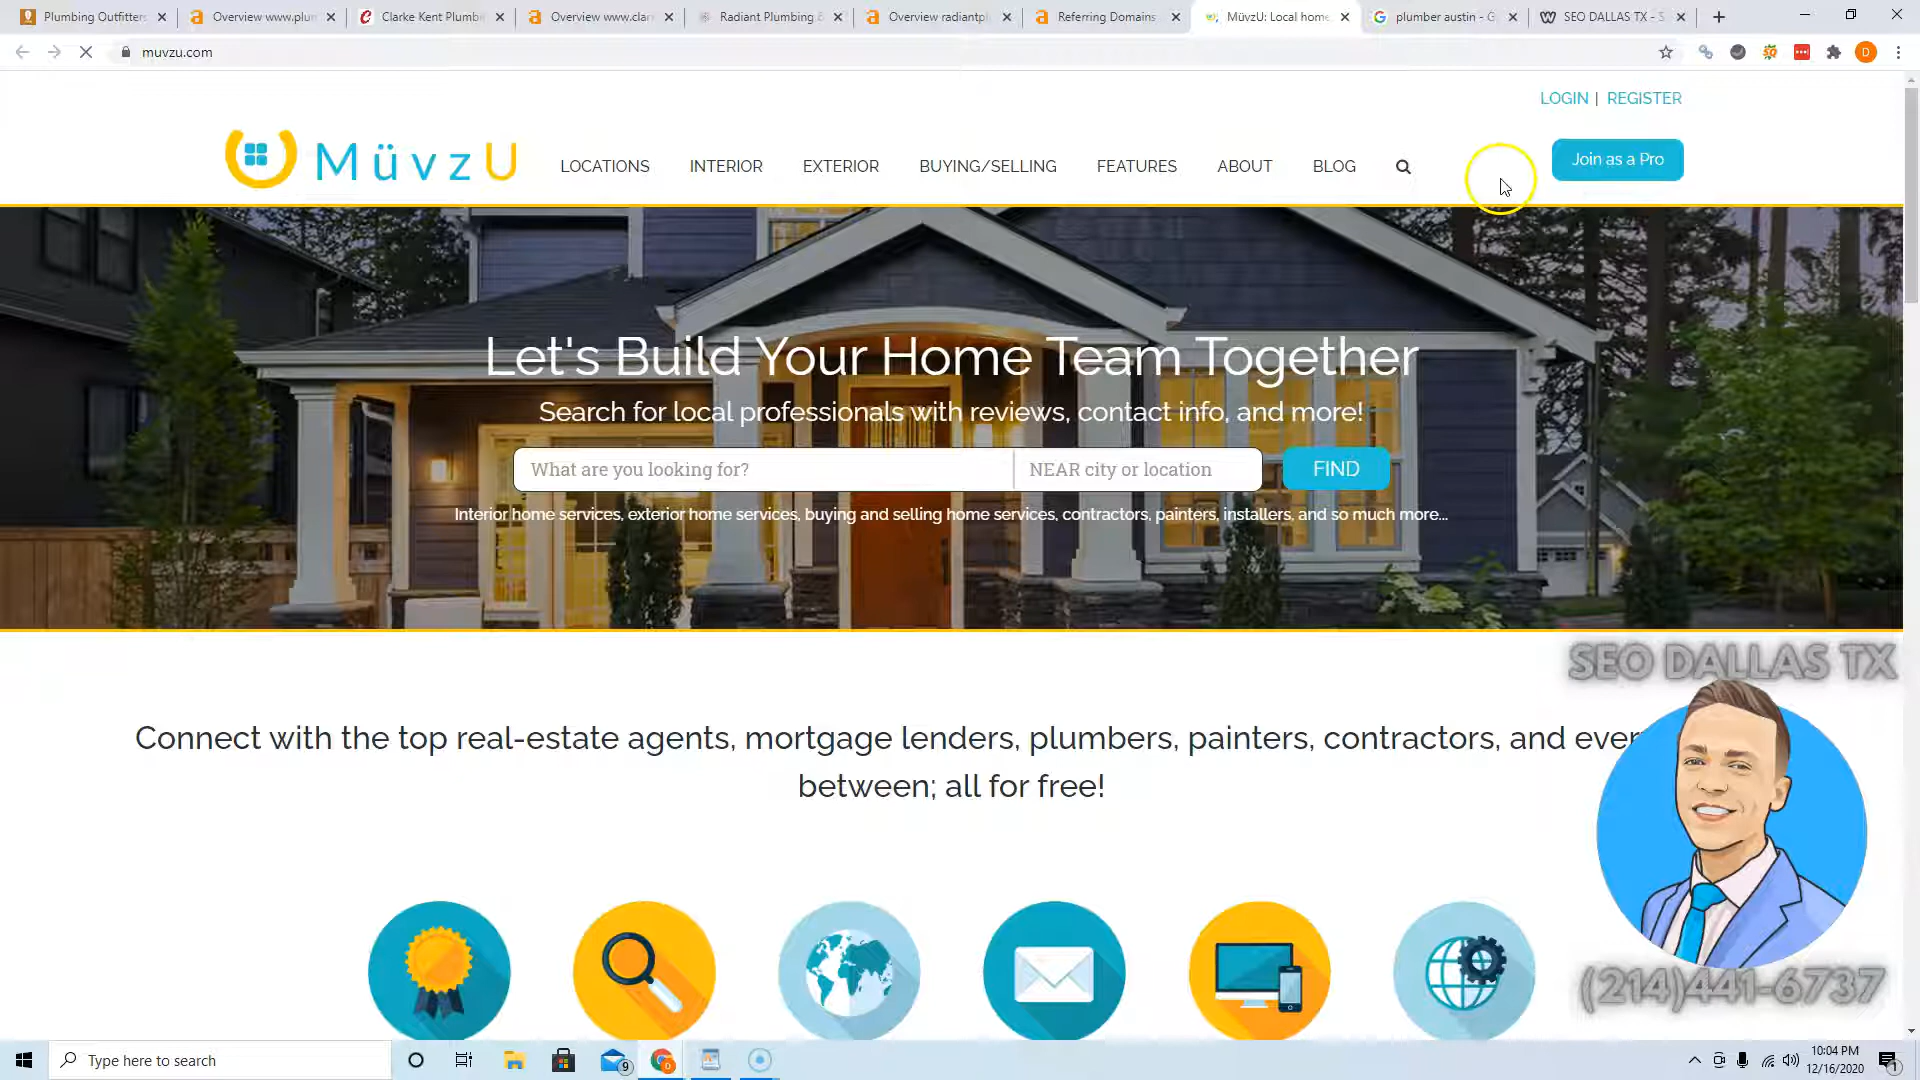 Plumbing Outfitters
Overview www.plum
Clarke Kent Plumbi
Overview www.clar
Radiant Plumbing &
Overview radiantpl
Referring Domains
MüvzU: Local home
plumber austin - G
SEO DALLAS TX - S
muvzu.com
LOGIN | REGISTER
MüvzU
LOCATIONS
INTERIOR
EXTERIOR
BUYING/SELLING
FEATURES
ABOUT
BLOG
Join as a Pro
Let's Build Your Home Team Together
Search for local professionals with reviews, contact info, and more!
What are you looking for?
NEAR city or location
FIND
Interior home services, exterior home services, buying and selling home services, contractors, painters, installers, and so much more...
SEO DALLAS TX
Connect with the top real-estate agents, mortgage lenders, plumbers, painters, contractors, and ever
between; all for free!
(214)441-6737
Type here to search
9
10:04 PM
12/16/2020
1